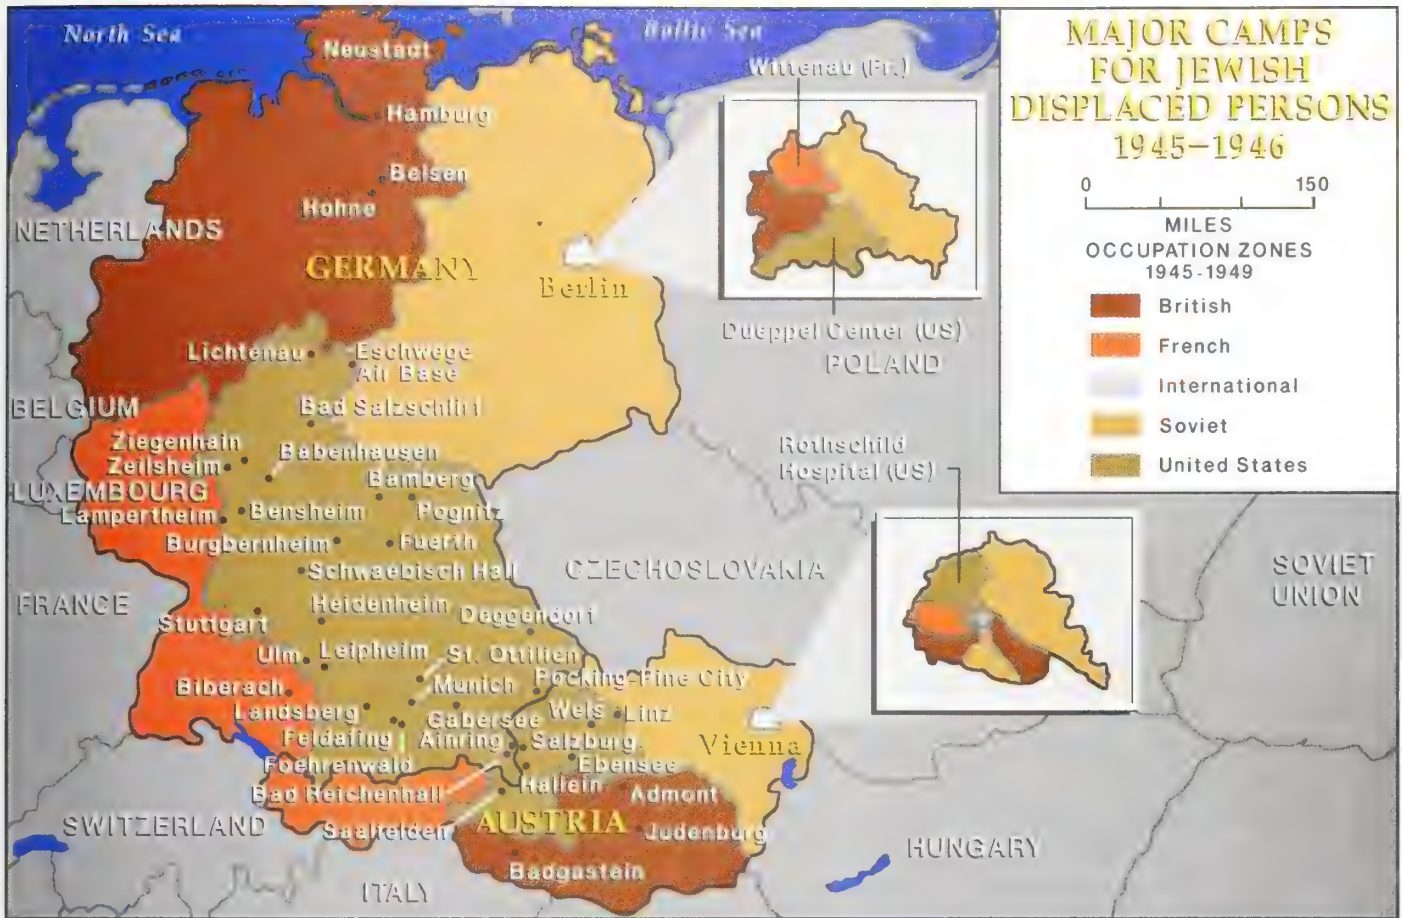 MAJOR CAMPS
FOR JEWISH
DISPLACED PERSONS
1945–1946
0 150
MILES
OCCUPATION ZONES
1945-1949
British
French
International
Soviet
United States
North Sea
Baltic Sea
Neustadt
Wittenau (Fr.)
Hamburg
Belsen
Hohne
NETHERLANDS
GERMANY
Berlin
Dueppel Center (US)
POLAND
Lichtenau
Eschwege
Air Base
BELGIUM
Bad Salzschlirf
Ziegenhain
Babenhausen
Zeilsheim
Bamberg
LUXEMBOURG
Lampertheim
Bensheim
Pognitz
Burgbernheim
Fuerth
Schwaebisch Hall
Rothschild
Hospital (US)
CZECHOSLOVAKIA
SOVIET
UNION
FRANCE
Heidenheim
Deggendorf
Stuttgart
Ulm
Leipheim
St. Ottilien
Biberach
Munich
Pocking-Pine City
Landsberg
Gabersee
Wels
Linz
Feldafing
Ainring
Salzburg
Vienna
Foehrenwald
Ebensee
Bad Reichenhall
Hallein
Admont
SWITZERLAND
Saalfelden
AUSTRIA
Judenburg
HUNGARY
Badgastein
ITALY